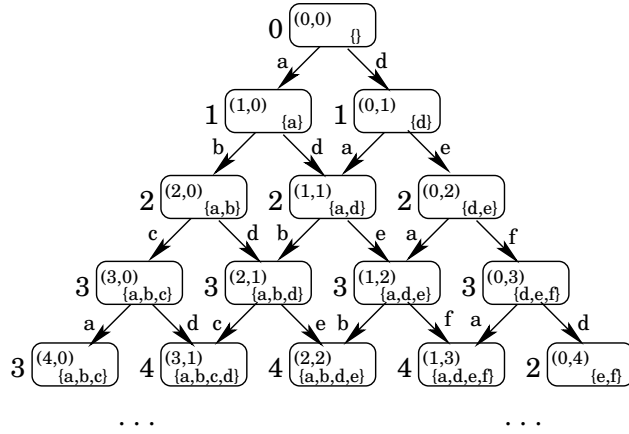 0 (0,0) {}
a d
1 (1,0) {a} 1 (0,1) {d}
b d a e
2 (2,0) {a,b} 2 (1,1) {a,d} 2 (0,2) {d,e}
c d b e a f
3 (3,0) {a,b,c} 3 (2,1) {a,b,d} 3 (1,2) {a,d,e} 3 (0,3) {d,e,f}
a d c e b f a d
3 (4,0) {a,b,c} 4 (3,1) {a,b,c,d} 4 (2,2) {a,b,d,e} 4 (1,3) {a,d,e,f} 2 (0,4) {e,f}
. . . . . .